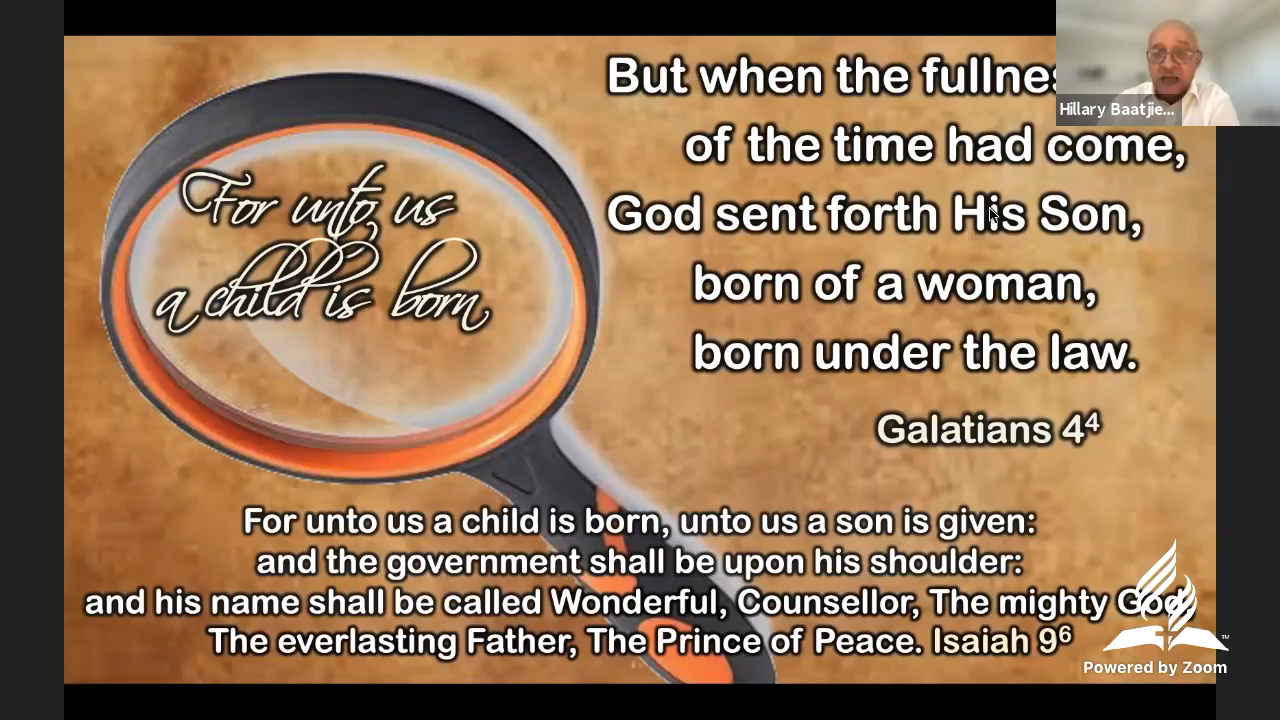 But when the
of the time had come,
God sent forth His Son,
born of a woman,
born under the law.
Galatians 4⁴
For unto us
a child is born
For unto us a child is born, unto us a son is given:
and the government shall be upon his shoulder:
and his name shall be called Wonderful, Counsellor, The mighty God
The everlasting Father, The Prince of Peace. Isaiah 9⁶
Hillary Baatjie...
Powered by Zoom
TM